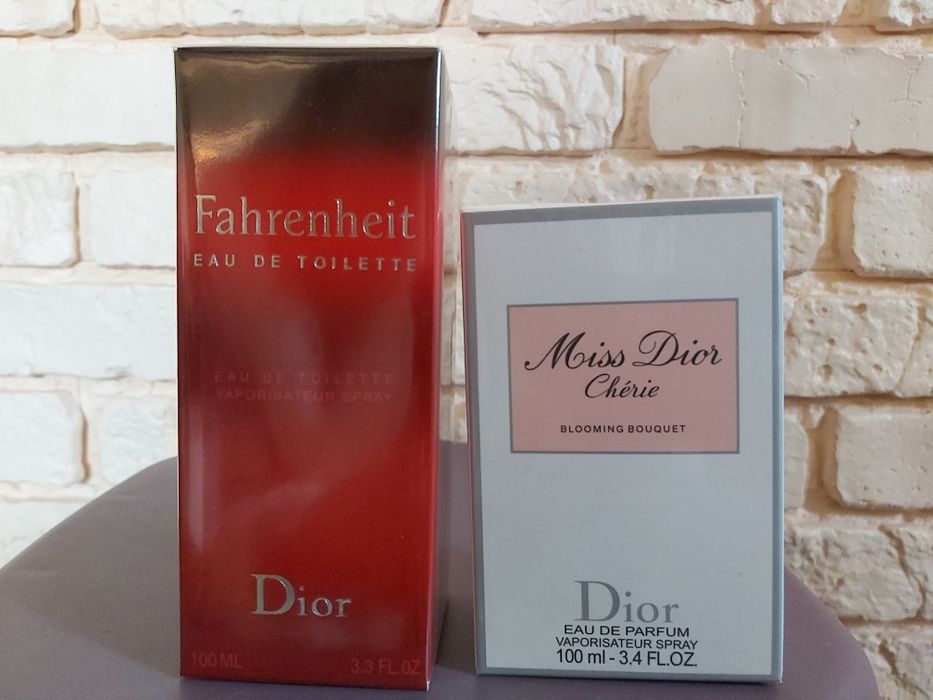 Fahrenheit
EAU DE TOILETTE
EAU DE TOILETTE
VAPORISATEUR SPRAY
Dior
100 ML 3.3 FL.OZ
Miss Dior
Chérie
BLOOMING BOUQUET
Dior
EAU DE PARFUM
VAPORISATEUR SPRAY
100 ml - 3.4 FL.OZ.